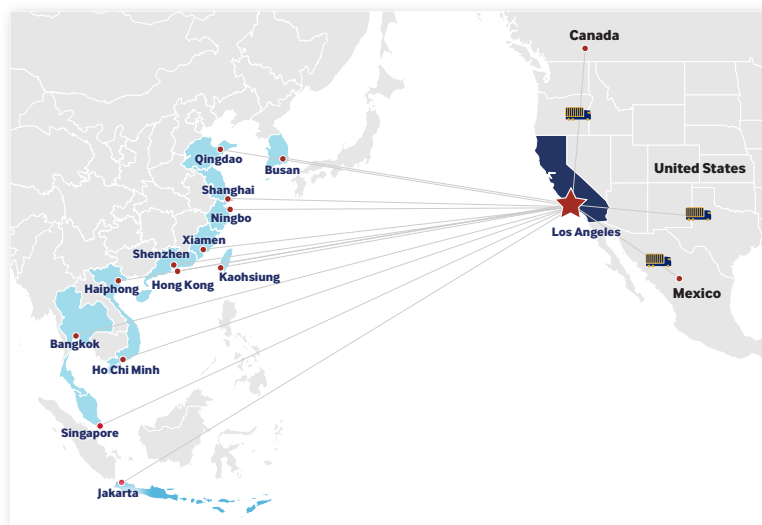 Canada
Qingdao
Busan
United States
Shanghai
Ningbo
Los Angeles
Xiamen
Shenzhen
Hong Kong
Kaohsiung
Haiphong
Mexico
Bangkok
Ho Chi Minh
Singapore
Jakarta